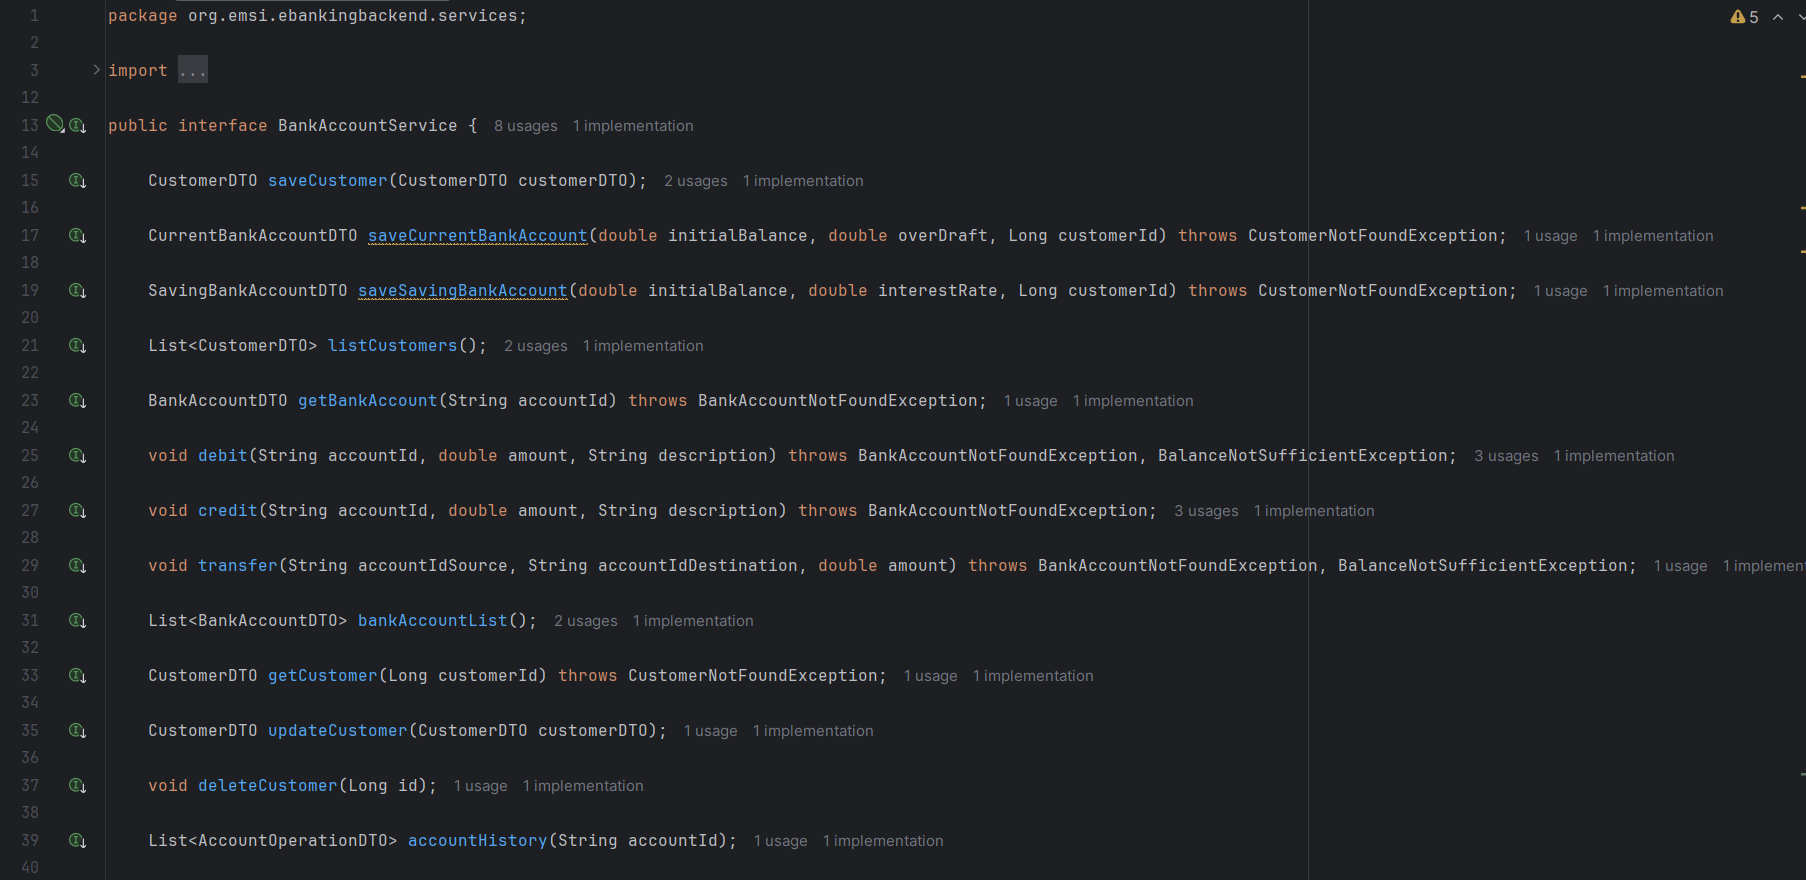 1 package org.emsi.ebankingbackend.services; 5
2
3 import ...
12
13 public interface BankAccountService { 8 usages 1 implementation
14
15 CustomerDTO saveCustomer(CustomerDTO customerDTO); 2 usages 1 implementation
16
17 CurrentBankAccountDTO saveCurrentBankAccount(double initialBalance, double overDraft, Long customerId) throws CustomerNotFoundException; 1 usage 1 implementation
18
19 SavingBankAccountDTO saveSavingBankAccount(double initialBalance, double interestRate, Long customerId) throws CustomerNotFoundException; 1 usage 1 implementation
20
21 List<CustomerDTO> listCustomers(); 2 usages 1 implementation
22
23 BankAccountDTO getBankAccount(String accountId) throws BankAccountNotFoundException; 1 usage 1 implementation
24
25 void debit(String accountId, double amount, String description) throws BankAccountNotFoundException, BalanceNotSufficientException; 3 usages 1 implementation
26
27 void credit(String accountId, double amount, String description) throws BankAccountNotFoundException; 3 usages 1 implementation
28
29 void transfer(String accountIdSource, String accountIdDestination, double amount) throws BankAccountNotFoundException, BalanceNotSufficientException; 1 usage 1 implemen
30
31 List<BankAccountDTO> bankAccountList(); 2 usages 1 implementation
32
33 CustomerDTO getCustomer(Long customerId) throws CustomerNotFoundException; 1 usage 1 implementation
34
35 CustomerDTO updateCustomer(CustomerDTO customerDTO); 1 usage 1 implementation
36
37 void deleteCustomer(Long id); 1 usage 1 implementation
38
39 List<AccountOperationDTO> accountHistory(String accountId); 1 usage 1 implementation
40